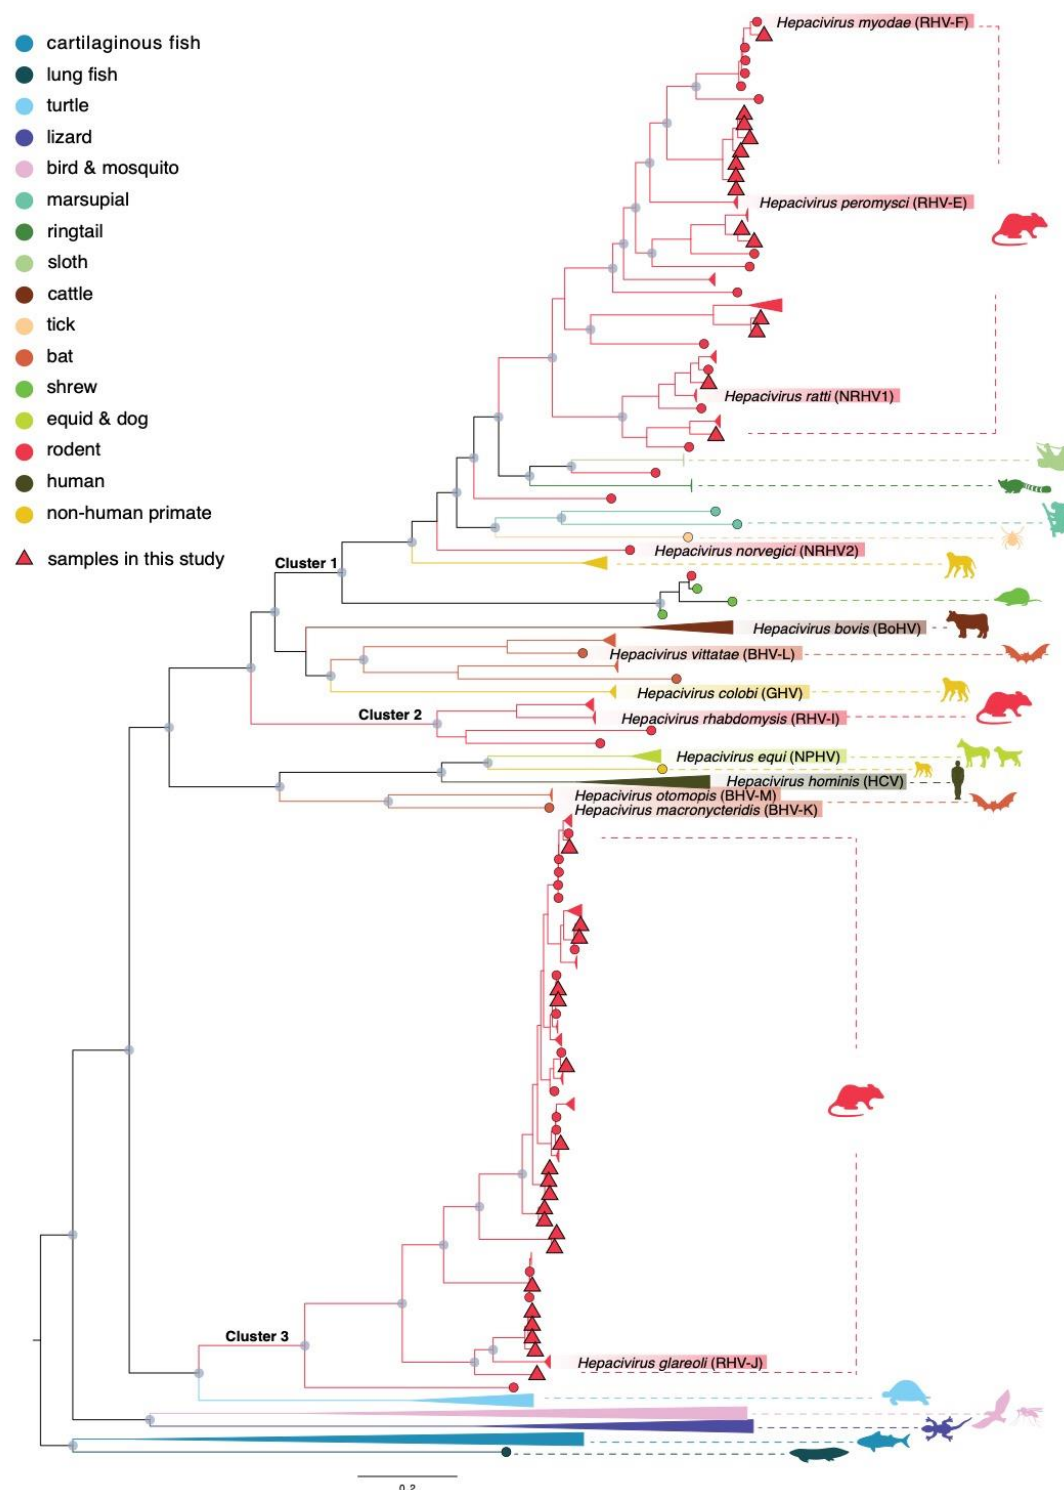 cartilaginous fish
lung fish
turtle
lizard
bird & mosquito
marsupial
ringtail
sloth
cattle
tick
bat
shrew
equid & dog
rodent
human
non-human primate
samples in this study
Hepacivirus myodae (RHV-F)
Hepacivirus peromysci (RHV-E)
Hepacivirus ratti (NRHV1)
Hepacivirus norvegici (NRHV2)
Cluster 1
Hepacivirus bovis (BoHV)
Hepacivirus vittatae (BHV-L)
Hepacivirus colobi (GHV)
Cluster 2
Hepacivirus rhabdomysis (RHV-I)
Hepacivirus equi (NPHV)
Hepacivirus hominis (HCV)
Hepacivirus otomopis (BHV-M)
Hepacivirus macronycteridis (BHV-K)
Cluster 3
Hepacivirus glareoli (RHV-J)
0.2